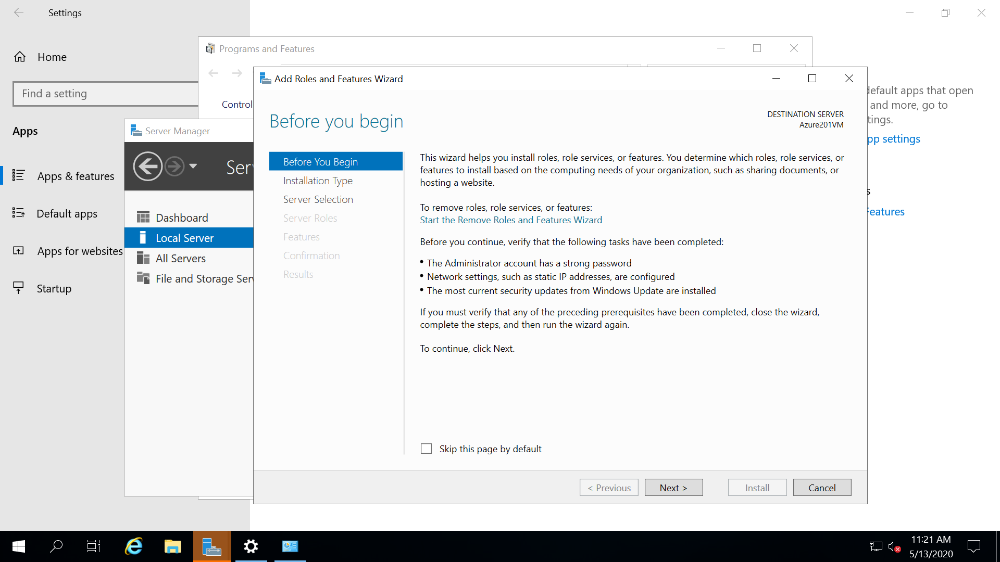 Settings
Home
Find a setting
Apps
Apps & features
Default apps
Apps for websites
Startup
Programs and Features
Control
Server Manager
Ser
Dashboard
Local Server
All Servers
File and Storage Ser
Add Roles and Features Wizard
Before you begin
DESTINATION SERVER
Azure201VM
Before You Begin
Installation Type
Server Selection
Server Roles
Features
Confirmation
Results
This wizard helps you install roles, role services, or features. You determine which roles, role services, or
features to install based on the computing needs of your organization, such as sharing documents, or
hosting a website.
To remove roles, role services, or features:
Start the Remove Roles and Features Wizard
Before you continue, verify that the following tasks have been completed:
• The Administrator account has a strong password
• Network settings, such as static IP addresses, are configured
• The most current security updates from Windows Update are installed
If you must verify that any of the preceding prerequisites have been completed, close the wizard,
complete the steps, and then run the wizard again.
To continue, click Next.
Skip this page by default
< Previous
Next >
Install
Cancel
default apps that open
and more, go to
tings.
pp settings
s
Features
11:21 AM
5/13/2020